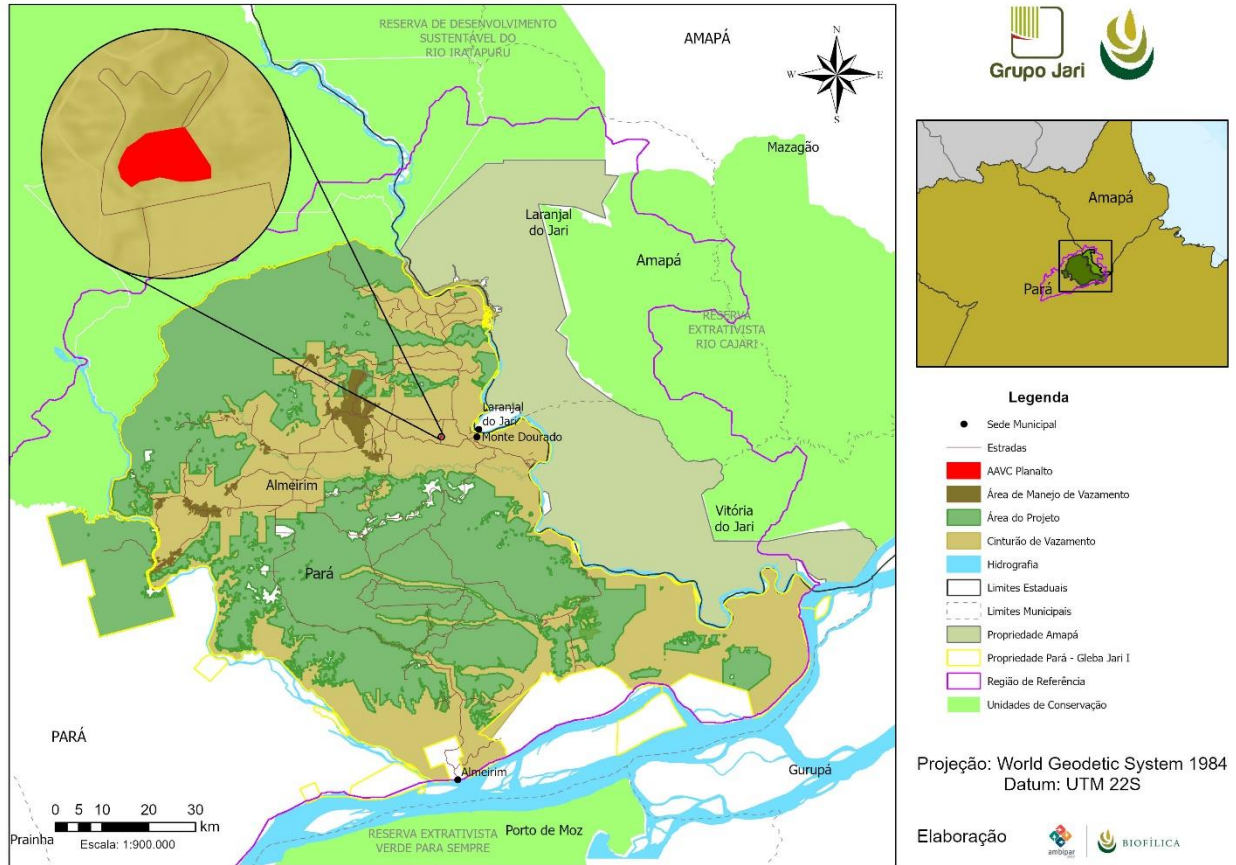 RESERVA DE DESENVOLVIMENTO
SUSTENTÁVEL DO
RIO IRATAPURU
AMAPÁ
N
W
E
S
Mazagão
Laranjal
do Jari
Amapá
RESERVA
EXTRATIVISTA
RIO CAJARI
Laranjal
do Jari
Monte Dourado
Almeirim
Vitória
do Jari
Pará
PARÁ
Almeirim
Gurupá
0 10 20 30
km
Escala: 1:900.000
Prainha
RESERVA EXTRATIVISTA
VERDE PARA SEMPRE
Porto de Moz
Grupo Jari
Amapá
Pará
Legenda
Sede Municipal
Estradas
AAVC Planalto
Área de Manejo de Vazamento
Área do Projeto
Cinturão de Vazamento
Hidrografia
Limites Estaduais
Limites Municipais
Propriedade Amapá
Propriedade Pará - Gleba Jari I
Região de Referência
Unidades de Conservação
Projeção: World Geodetic System 1984
Datum: UTM 22S
Elaboração
ambipar
BIOFÍLICA